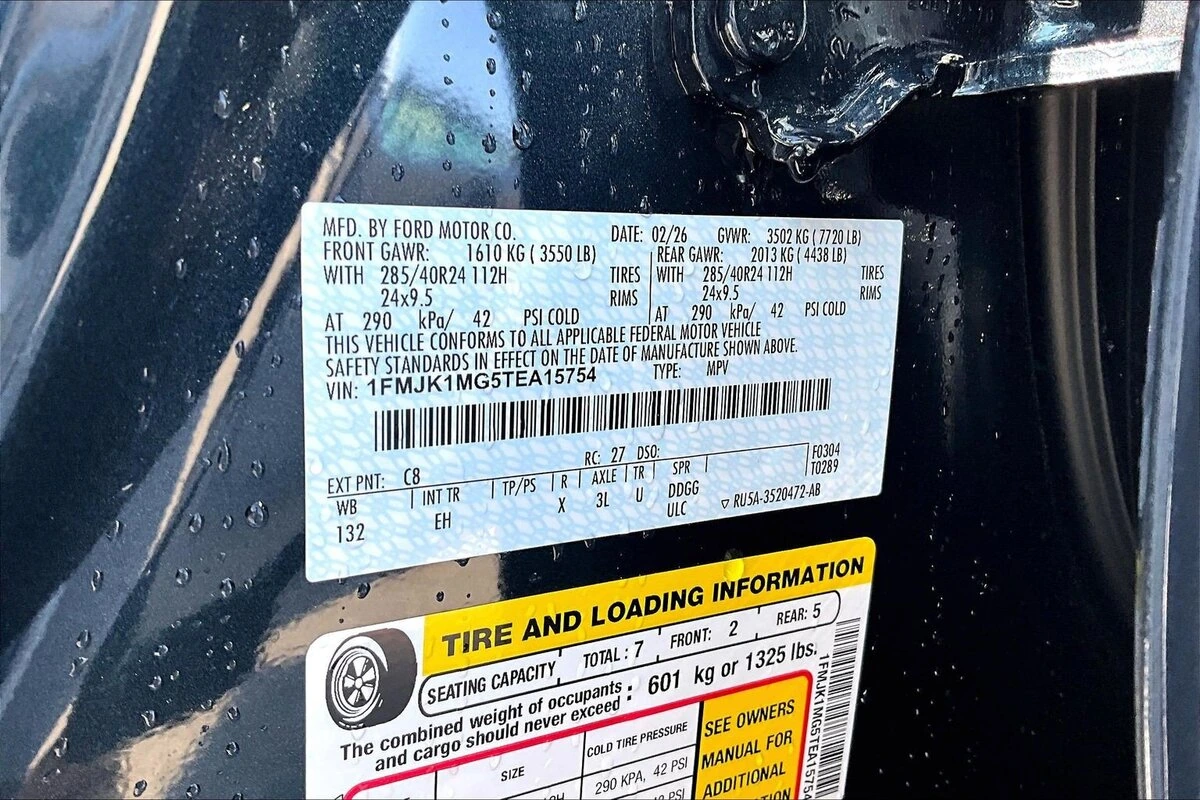 MFD. BY FORD MOTOR CO. DATE: 02/26 GVWR: 3502 KG ( 7720 LB)
FRONT GAWR: 1610 KG ( 3550 LB) REAR GAWR: 2013 KG ( 4438 LB)
WITH 285/40R24 112H TIRES WITH 285/40R24 112H TIRES
24x9.5 RIMS 24x9.5 RIMS
AT 290 kPa/ 42 PSI COLD AT 290 kPa/ 42 PSI COLD
THIS VEHICLE CONFORMS TO ALL APPLICABLE FEDERAL MOTOR VEHICLE
SAFETY STANDARDS IN EFFECT ON THE DATE OF MANUFACTURE SHOWN ABOVE.
VIN: 1FMJK1MG5TEA15754 TYPE: MPV
EXT PNT: C8 RC: 27 DSO: F0304
WB INT TR TP/PS R AXLE TR SPR T0289
132 EH X 3L U DDGG
ULC ▽ RU5A-3520472-AB
TIRE AND LOADING INFORMATION
SEATING CAPACITY TOTAL : 7 FRONT: 2 REAR: 5
The combined weight of occupants and cargo should never exceed : 601 kg or 1325 lbs.
SIZE COLD TIRE PRESSURE SEE OWNERS
290 KPA, 42 PSI MANUAL FOR
PSI ADDITIONAL
1FMJK1MG5TEA15754